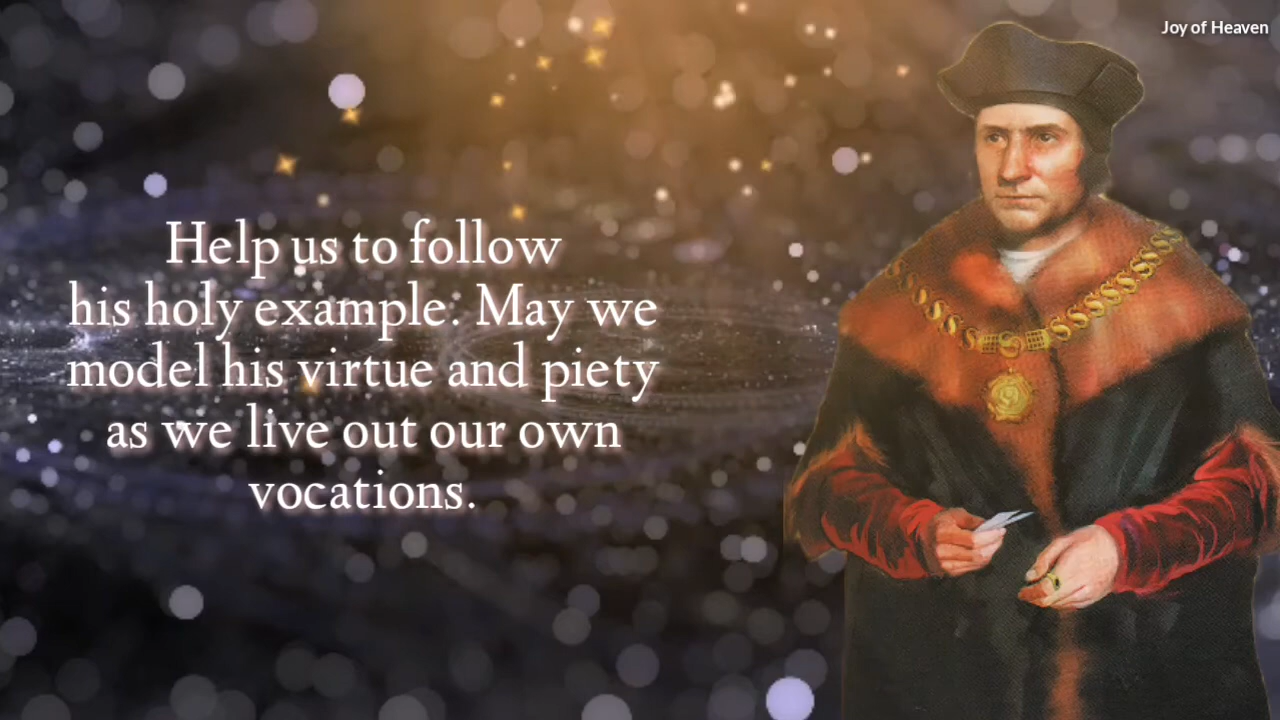 Joy of Heaven
Help us to follow
his holy example. May we
model his virtue and piety
as we live out our own
vocations.